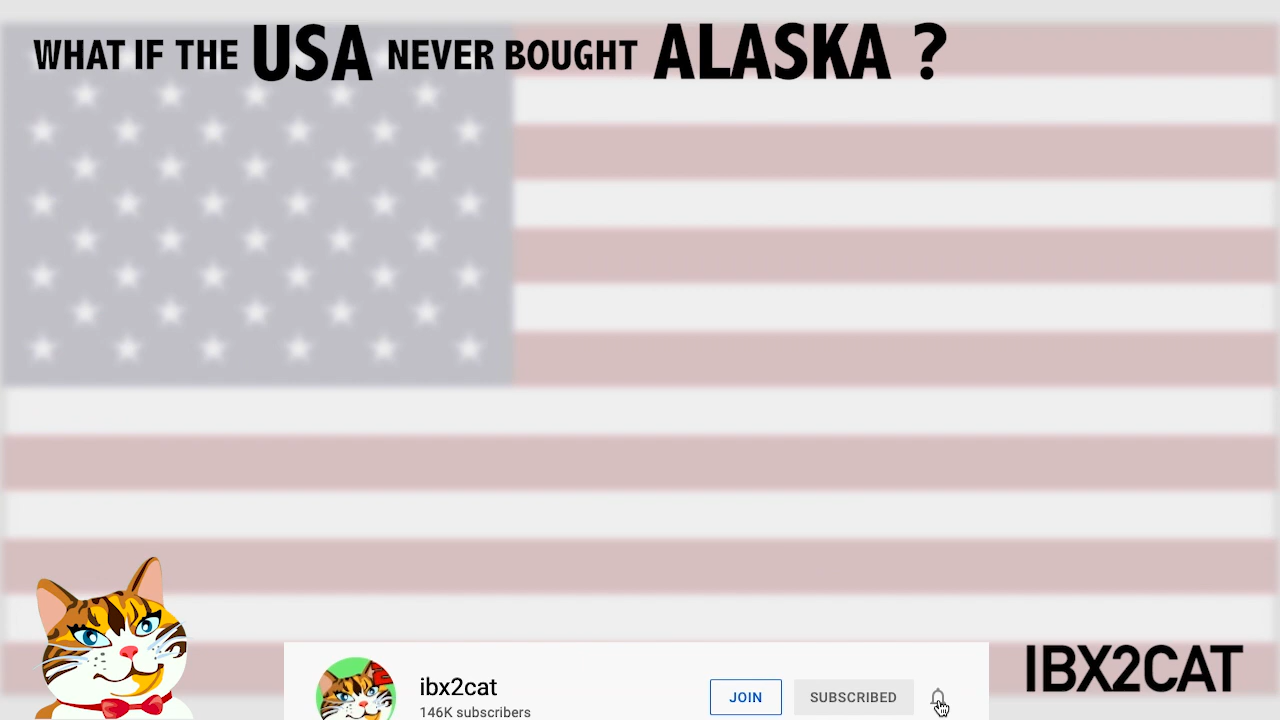 WHAT IF THE USA NEVER BOUGHT ALASKA ?
ibx2cat
146K subscribers
JOIN
SUBSCRIBED
IBX2CAT